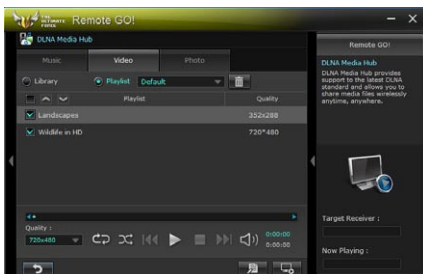 THE ULTIMATE FORCE Remote GO!
DLNA Media Hub
Music Video Photo
Library Playlist Default
Playlist Quality
Landscapes 352x288
Wildlife in HD 720*480
Quality :
720x480
0:00:00
0:00:00
Remote GO!
DLNA Media Hub
DLNA Media Hub provides
support to the latest DLNA
standard and allows you to
share media files wirelessly
anytime, anywhere.
Target Receiver :
Now Playing :